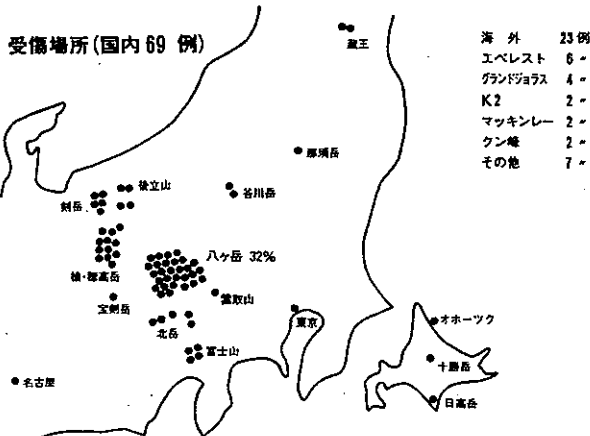 受傷場所(国内69例)
海外 23例
エベレスト 6〃
グランドジョラス 4〃
K2 2〃
マッキンレー 2〃
クン峰 2〃
その他 7〃
蔵王
那須岳
後立山
谷川岳
剣岳
八ヶ岳 32%
槍・穂高岳
雲取山
宝剣岳
北岳
東京
オホーツク
富士山
十勝岳
名古屋
日高岳